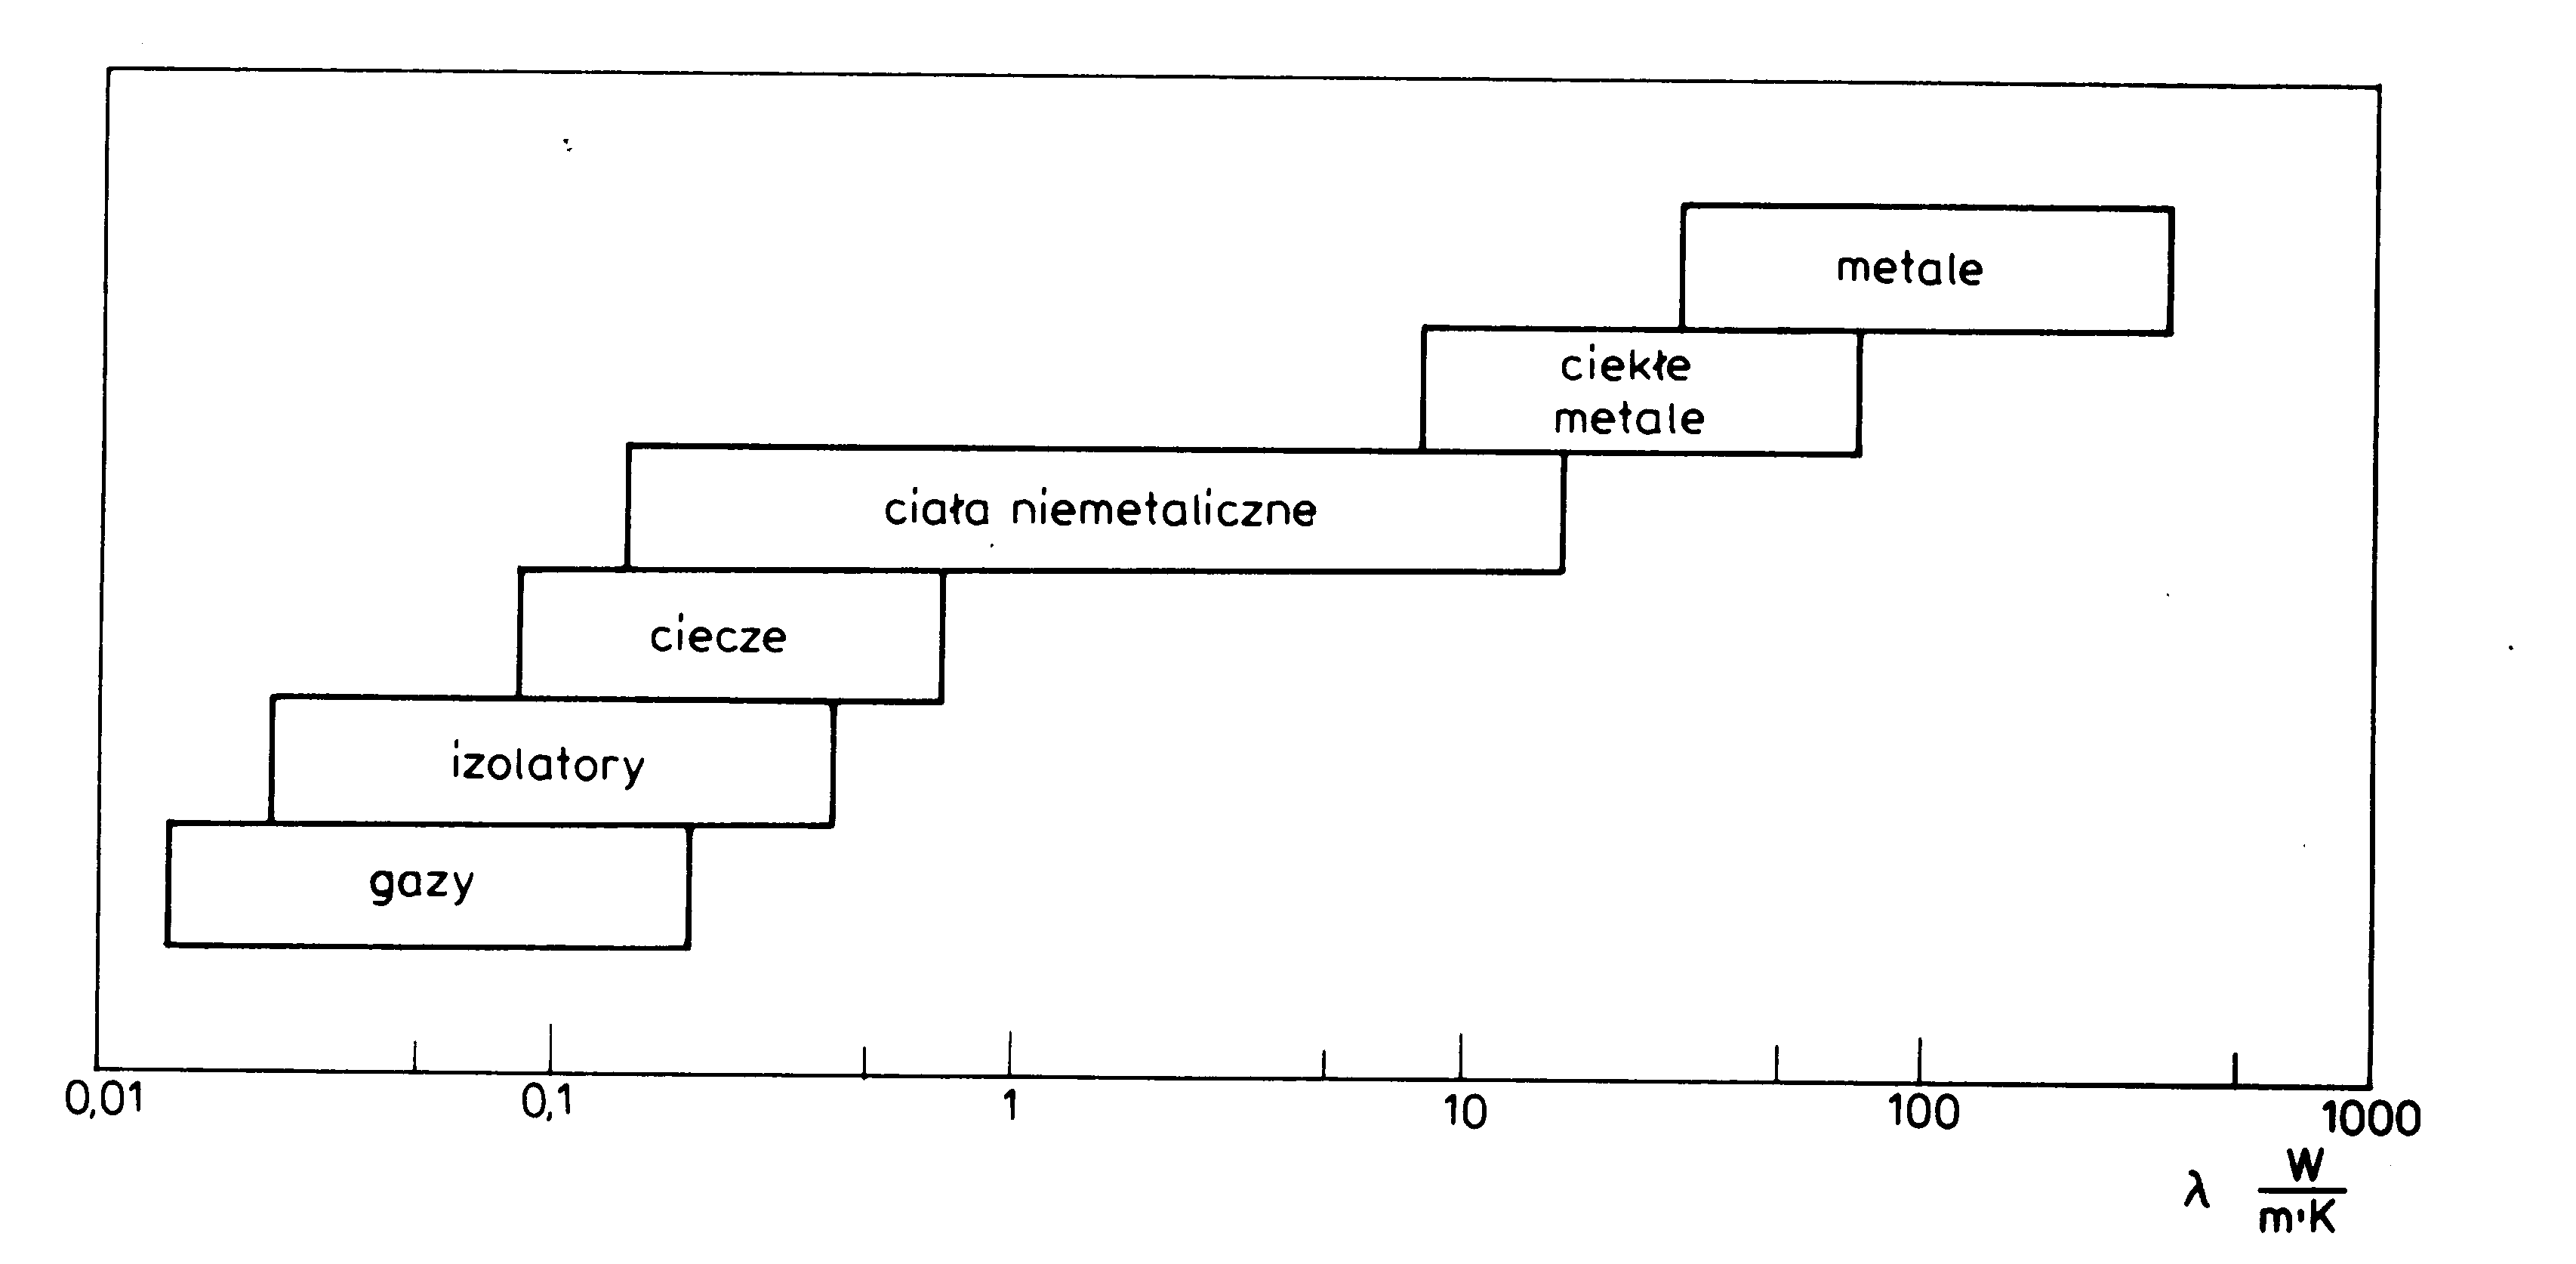 metale
ciekłe
metale
ciała niemetaliczne
ciecze
izolatory
gazy
0,01 0,1 1 10 100 1000
λ W
m·K